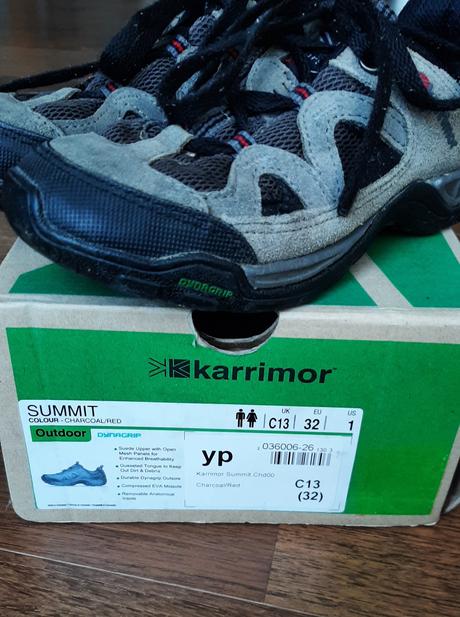 DYNAGRIP
karrimor
SUMMIT
COLOUR - CHARCOAL/RED
UK EU US
C13 32 1
Outdoor DYNAGRIP
Suede Upper with Open
Mesh Panels for
Enhanced Breathability
Gusseted Tongue to Keep
Out Dirt & Debris
Durable Dynagrip Outsole
Compressed EVA Midsole
Removable Anatomical
Insole
yp
036006-26
Karrimor Summit.Chd00
Charcoal/Red
C13
(32)